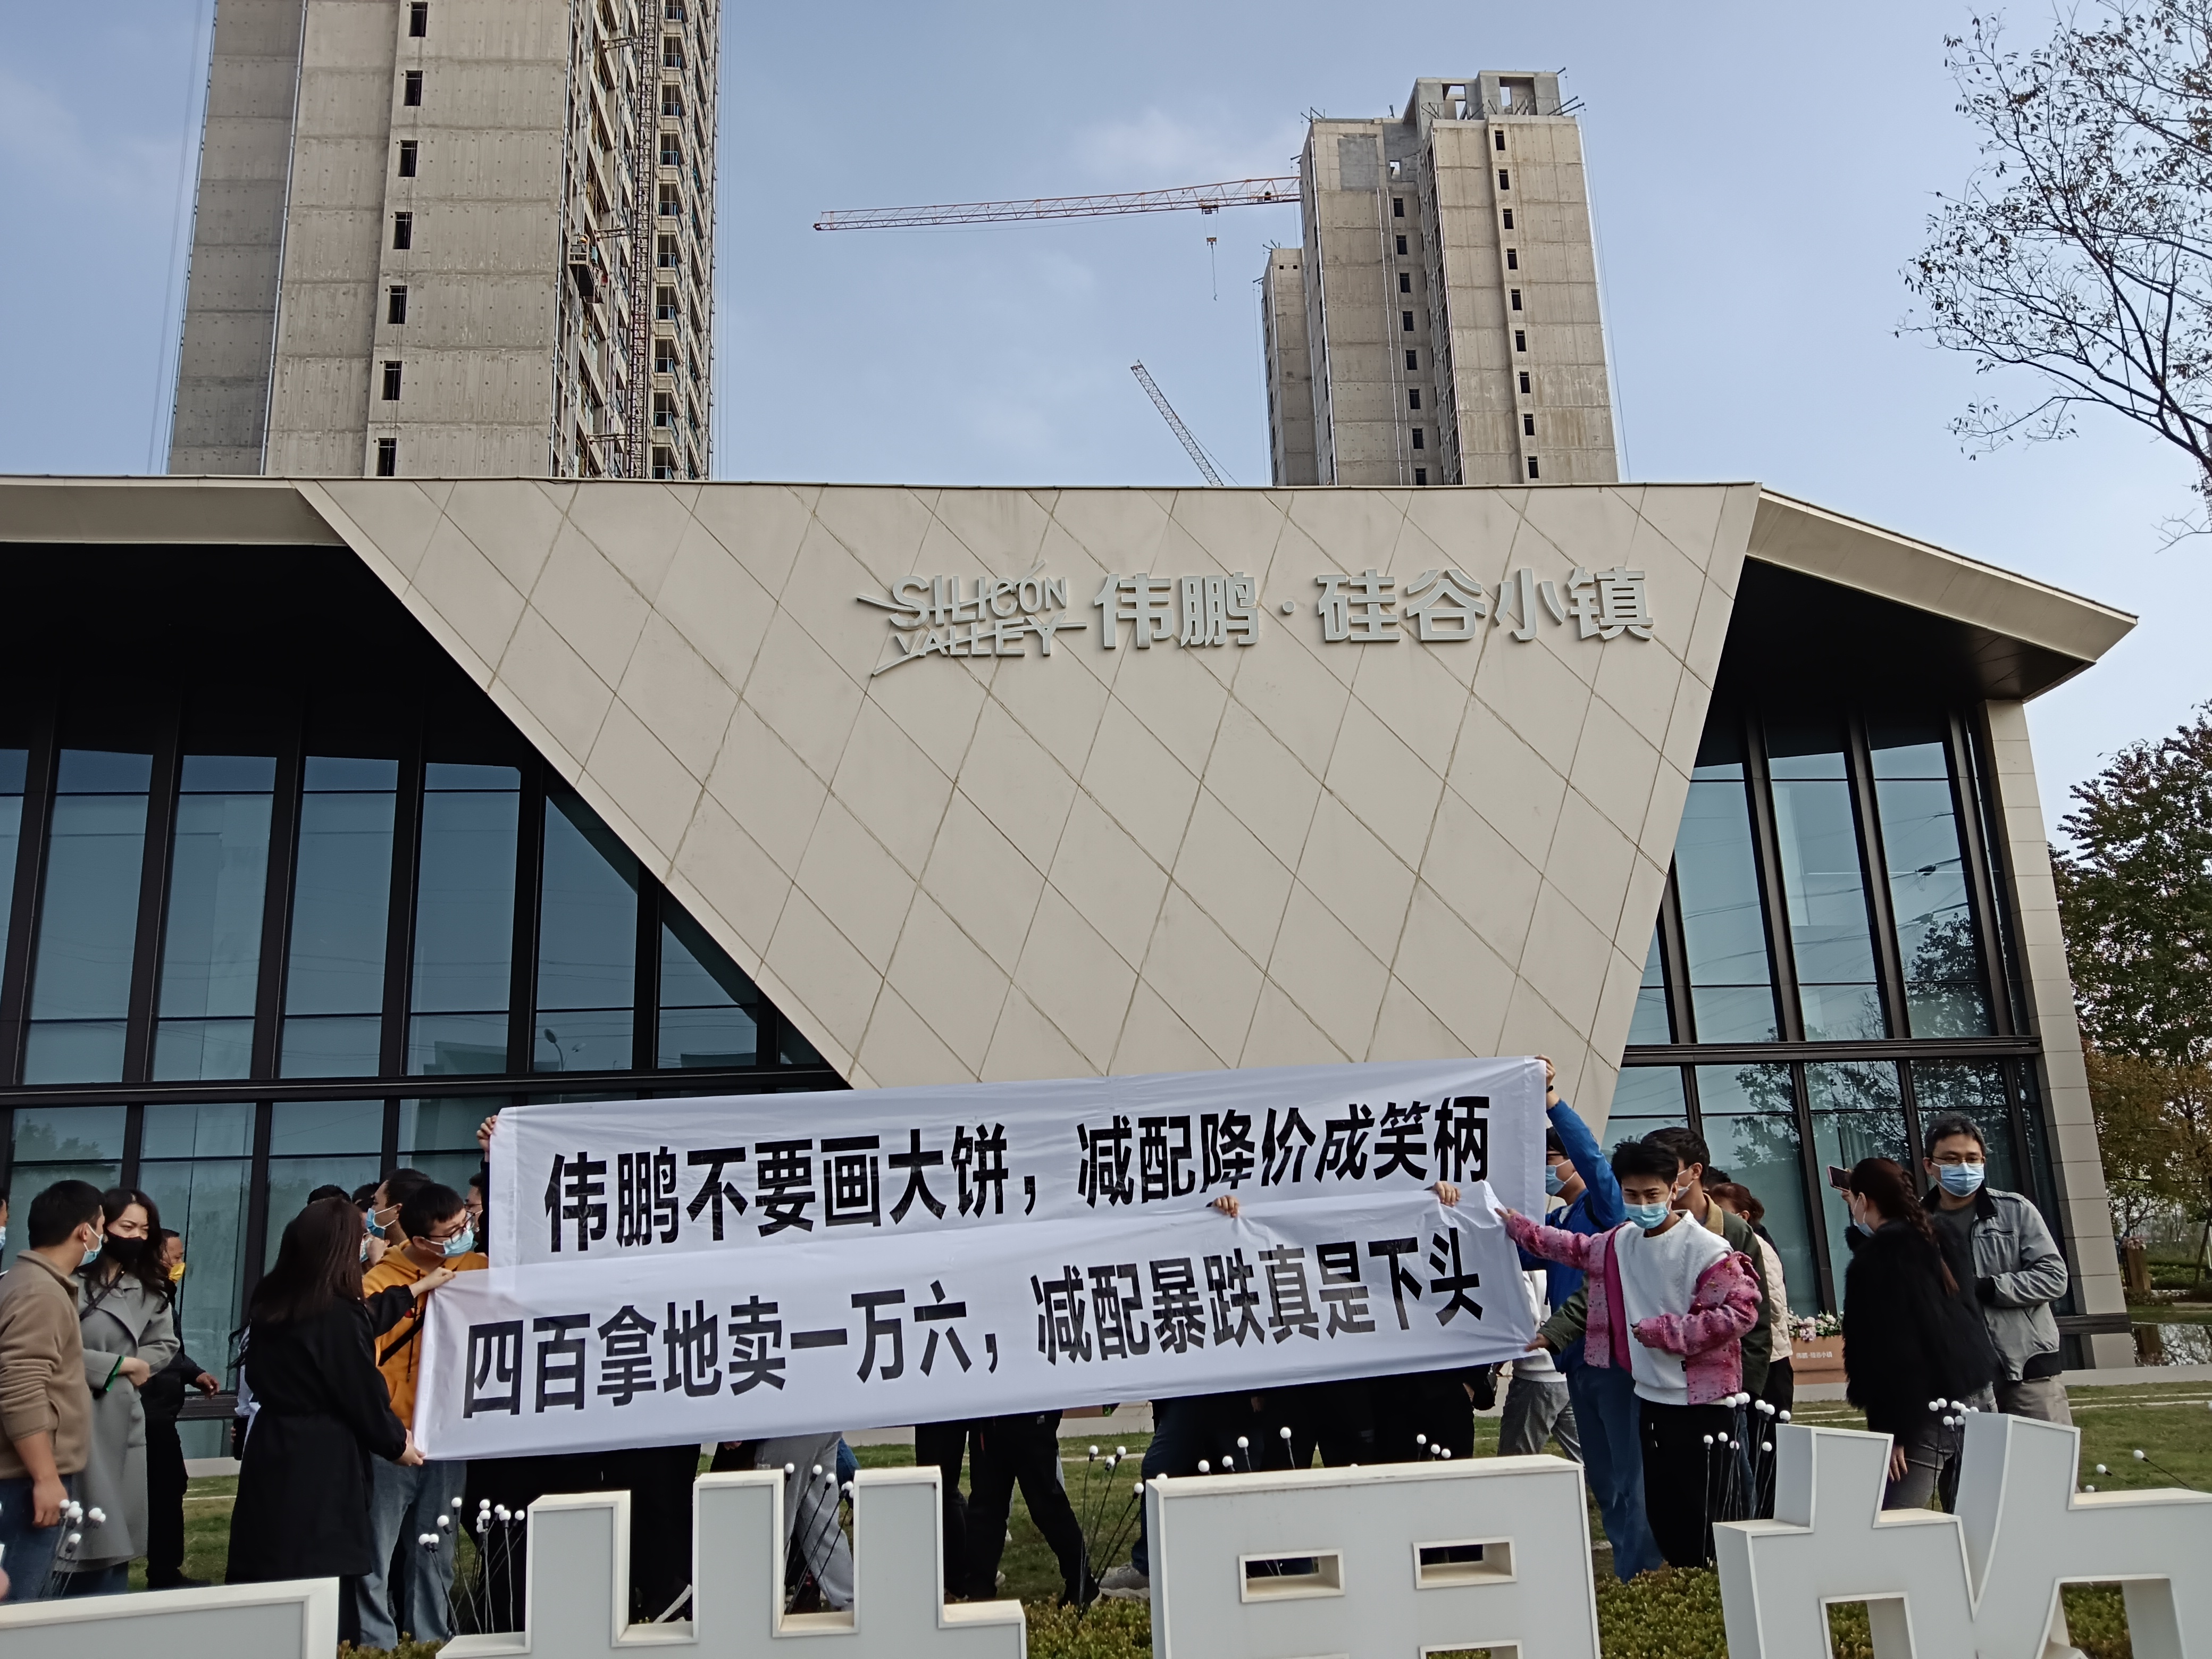 SILICON
VALLEY
伟鹏·硅谷小镇
伟鹏不要画大饼，减配降价成笑柄
四百拿地卖一万六，减配暴跌真是下头